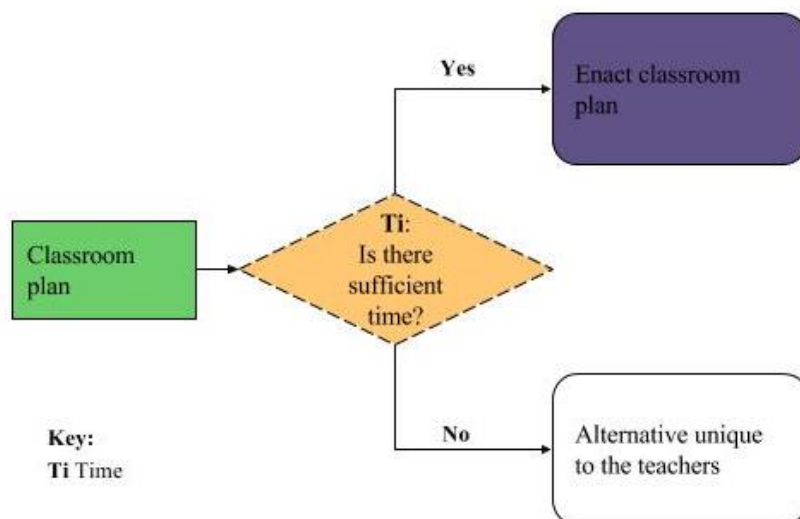 Yes
Enact classroom
plan
Ti:
Is there
sufficient
time?
Classroom
plan
No
Alternative unique
to the teachers
Key:
Ti Time